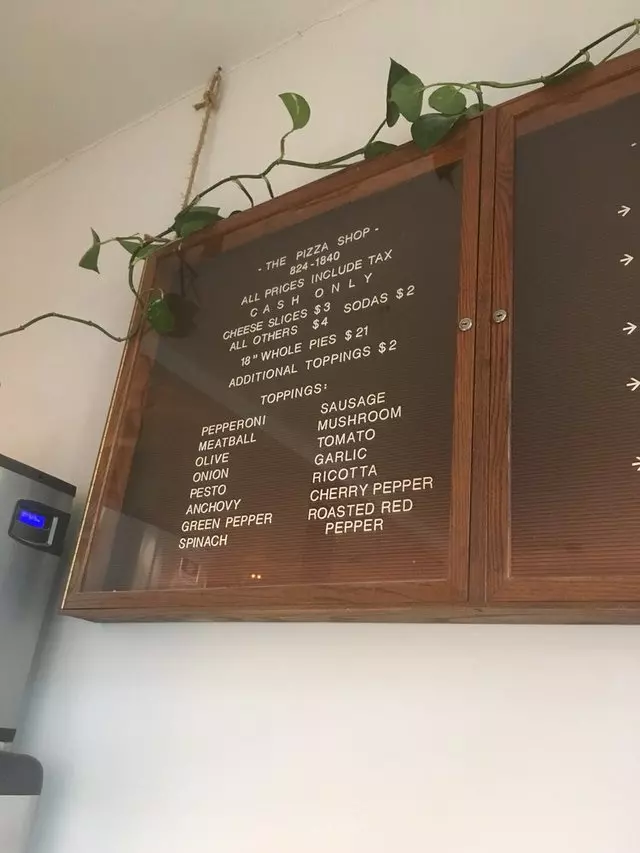 - THE PIZZA SHOP -
824-1840
ALL PRICES INCLUDE TAX
CASH ONLY
CHEESE SLICES $3
ALL OTHERS $4
SODAS $2
18" WHOLE PIES $21
ADDITIONAL TOPPINGS $2
TOPPINGS:
PEPPERONI
MEATBALL
OLIVE
ONION
PESTO
ANCHOVY
GREEN PEPPER
SPINACH
SAUSAGE
MUSHROOM
TOMATO
GARLIC
RICOTTA
CHERRY PEPPER
ROASTED RED
PEPPER